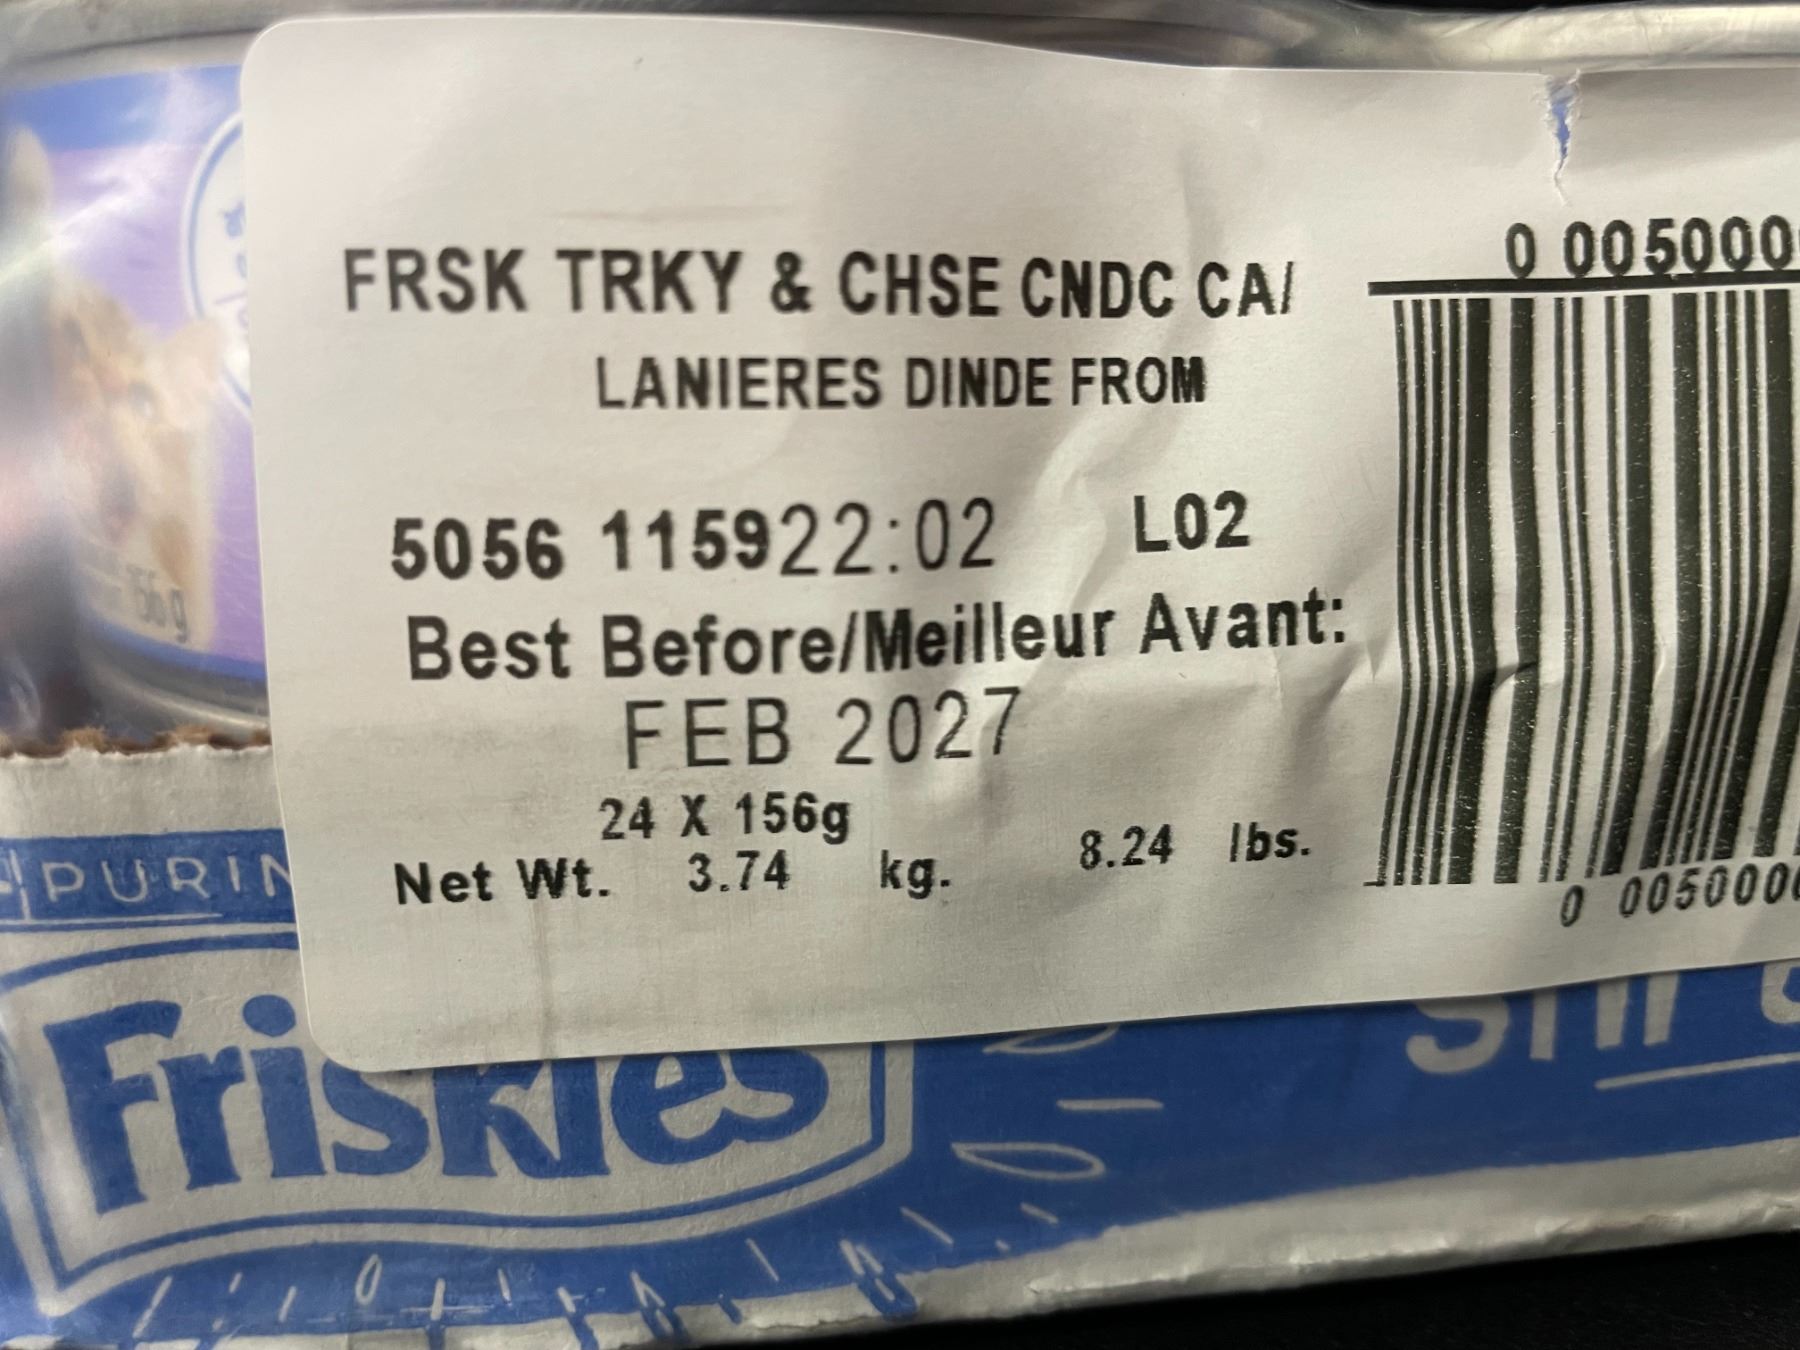 FRSK TRKY & CHSE CNDC CA/
LANIERES DINDE FROM
5056 115922:02 L02
Best Before/Meilleur Avant:
FEB 2027
24 X 156g
Net Wt. 3.74 kg. 8.24 lbs.
0 005000
0 005000
156g
PURIN
Friskies